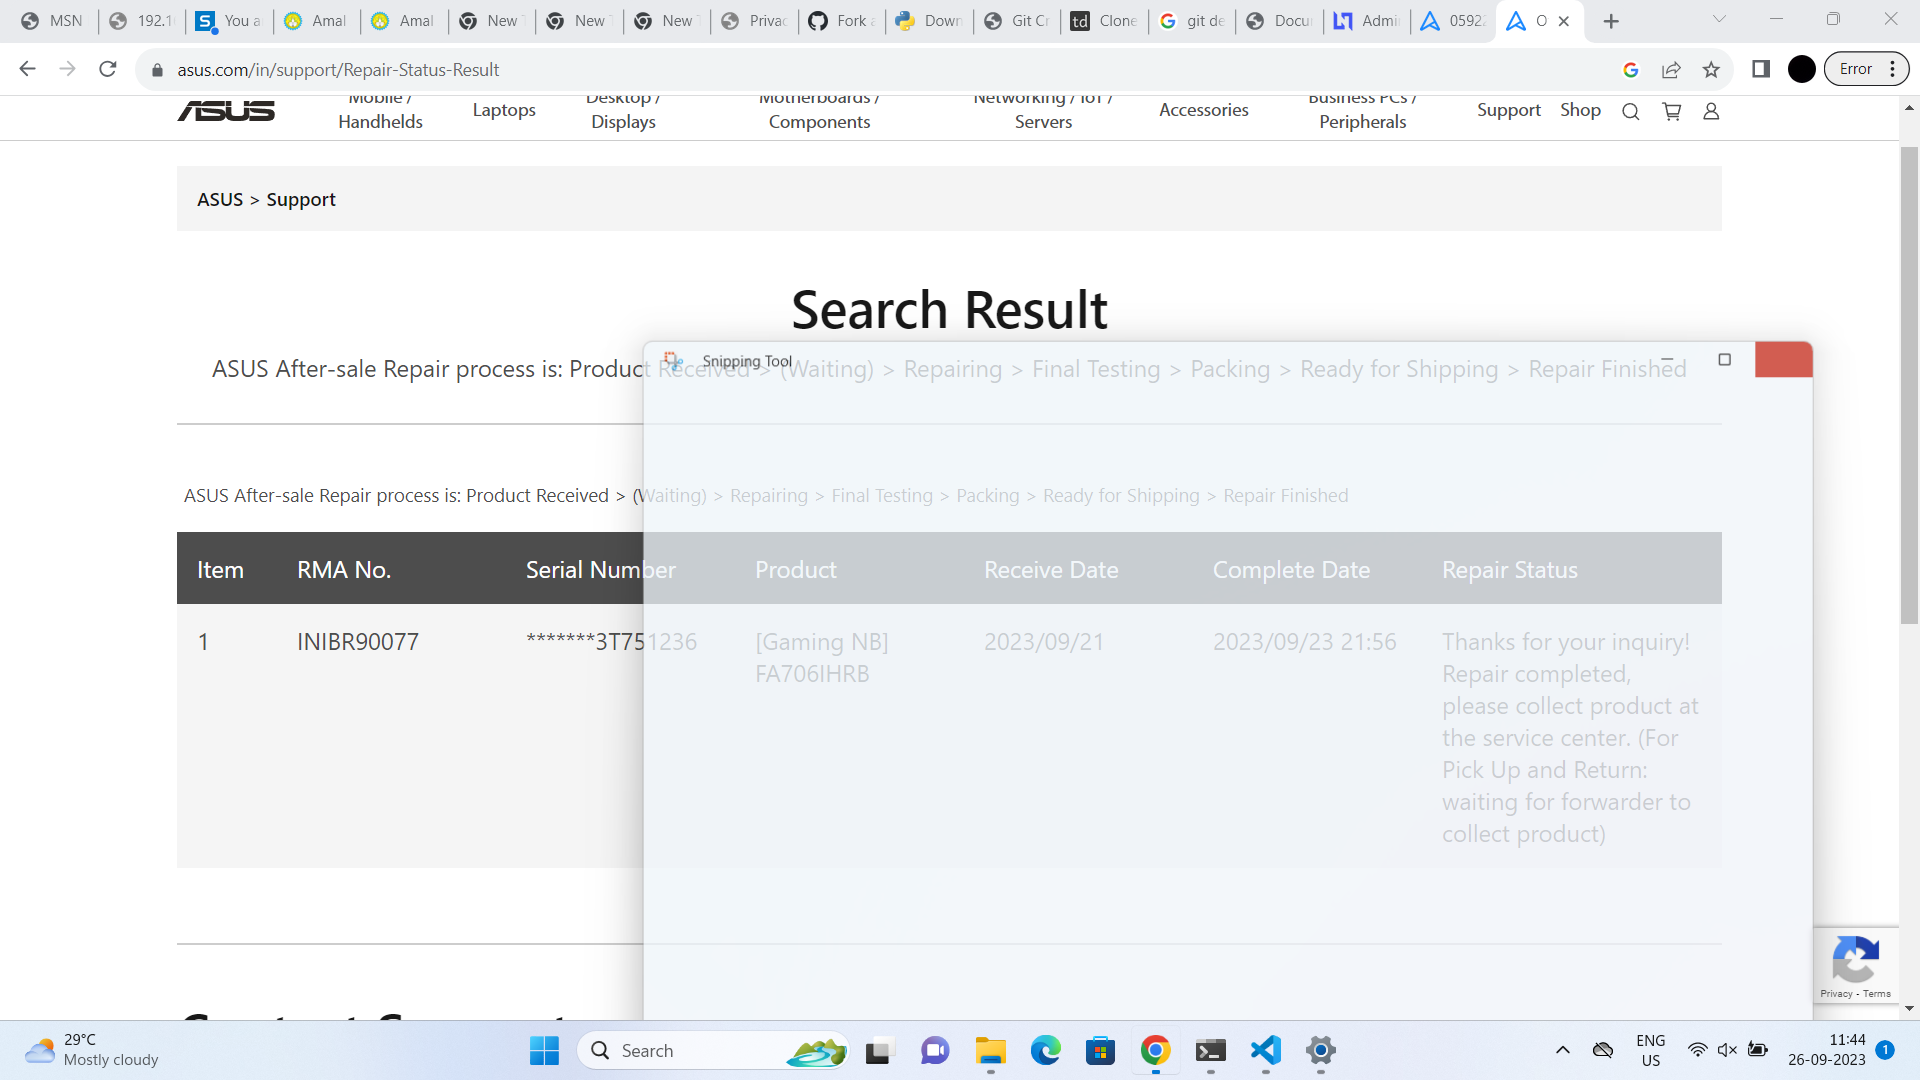 MSN
192.1
You a
Amal
Amal
New T
New T
New T
Privac
Fork a
Down
Git Cr
td Clone
git de
Docur
Admi
05922
O
asus.com/in/support/Repair-Status-Result
Error
ASUS
Mobile /
Handhelds
Laptops
Desktop /
Displays
Motherboards /
Components
Networking / IoT /
Servers
Accessories
Business PCs /
Peripherals
Support
Shop
ASUS > Support
Search Result
Snipping Tool
ASUS After-sale Repair process is: Product Received > (Waiting) > Repairing > Final Testing > Packing > Ready for Shipping > Repair Finished
ASUS After-sale Repair process is: Product Received > (Waiting) > Repairing > Final Testing > Packing > Ready for Shipping > Repair Finished
Item RMA No. Serial Number Product Receive Date Complete Date Repair Status
1 INIBR90077 *******3T751236 [Gaming NB] 2023/09/21 2023/09/23 21:56 Thanks for your inquiry!
FA706IHRB Repair completed,
please collect product at
the service center. (For
Pick Up and Return:
waiting for forwarder to
collect product)
Privacy - Terms
29°C
Mostly cloudy
Search
ENG
US
11:44
26-09-2023
1